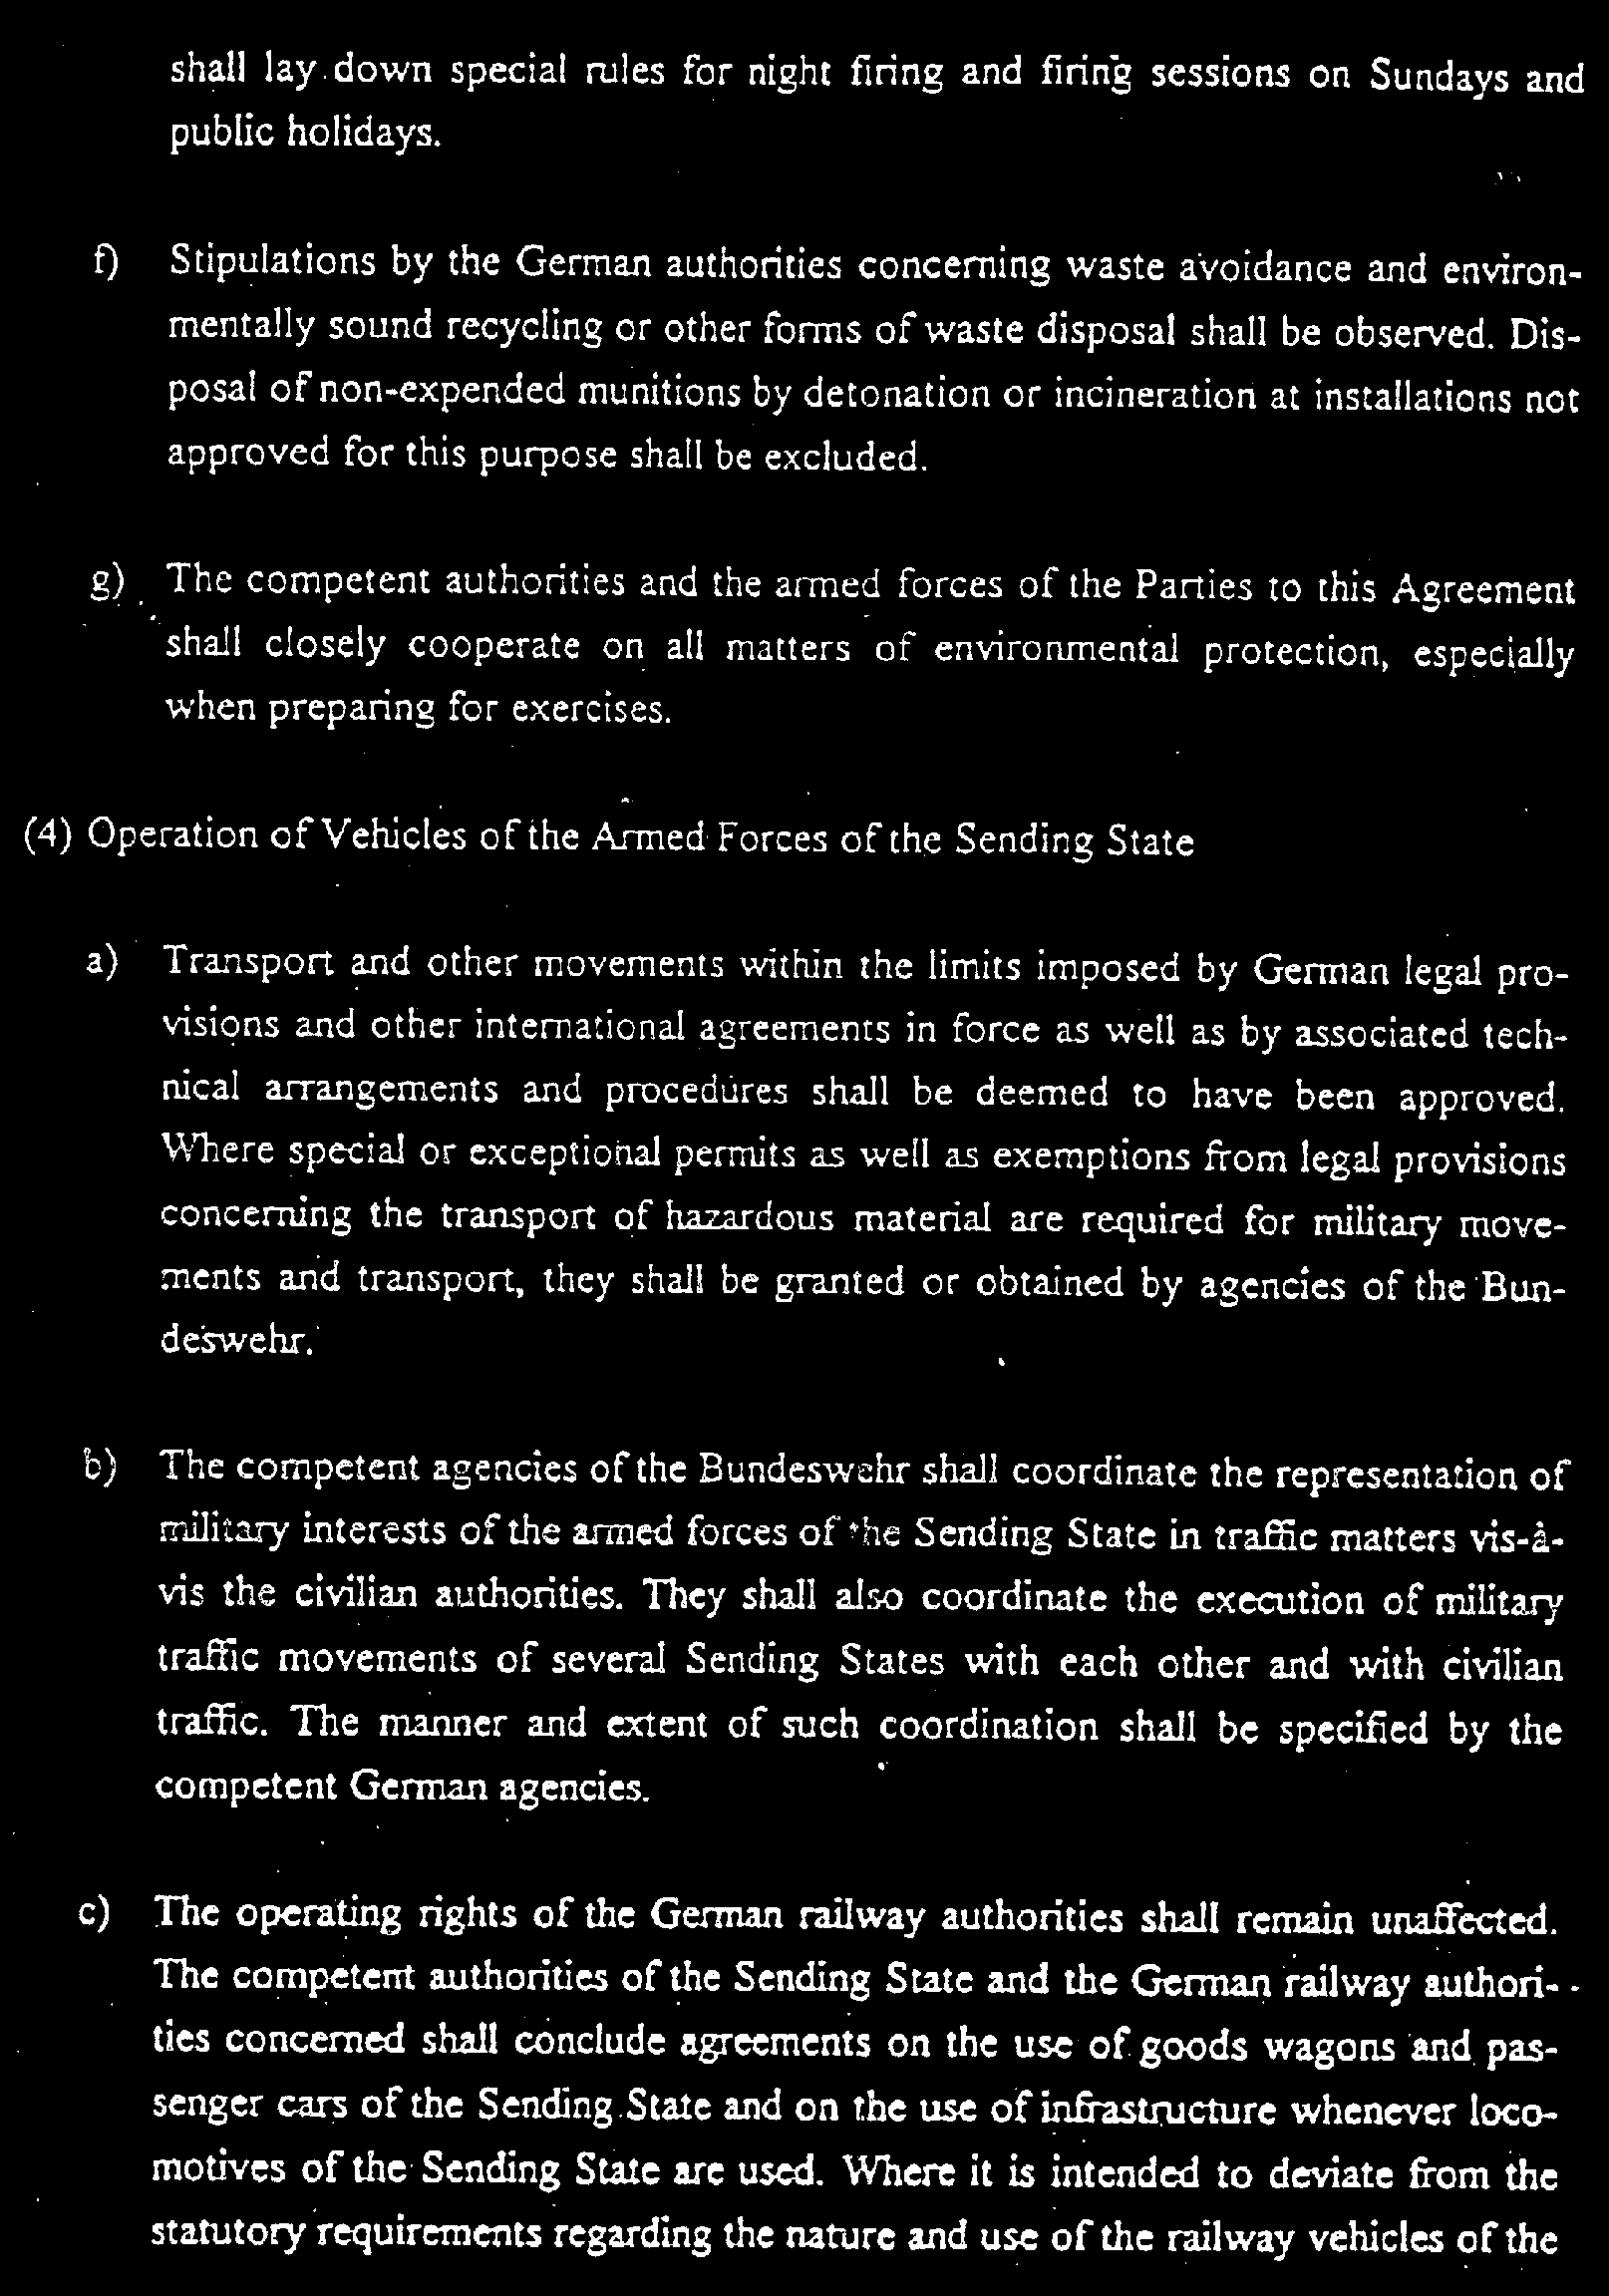 shall lay down special rules for night firing and firing sessions on Sundays and
public holidays.
f) Stipulations by the German authorities concerning waste avoidance and environ-
mentally sound recycling or other forms of waste disposal shall be observed. Dis-
posal of non-expended munitions by detonation or incineration at installations not
approved for this purpose shall be excluded.
g) The competent authorities and the armed forces of the Parties to this Agreement
shall closely cooperate on all matters of environmental protection, especially
when preparing for exercises.
(4) Operation of Vehicles of the Armed Forces of the Sending State
a) Transport and other movements within the limits imposed by German legal pro-
visions and other international agreements in force as well as by associated tech-
nical arrangements and procedures shall be deemed to have been approved.
Where special or exceptional permits as well as exemptions from legal provisions
concerning the transport of hazardous material are required for military move-
ments and transport, they shall be granted or obtained by agencies of the Bun-
deswehr.
b) The competent agencies of the Bundeswehr shall coordinate the representation of
military interests of the armed forces of the Sending State in traffic matters vis-à-
vis the civilian authorities. They shall also coordinate the execution of military
traffic movements of several Sending States with each other and with civilian
traffic. The manner and extent of such coordination shall be specified by the
competent German agencies.
c) The operating rights of the German railway authorities shall remain unaffected.
The competent authorities of the Sending State and the German railway authori-
ties concerned shall conclude agreements on the use of goods wagons and pas-
senger cars of the Sending State and on the use of infrastructure whenever loco-
motives of the Sending State are used. Where it is intended to deviate from the
statutory requirements regarding the nature and use of the railway vehicles of the